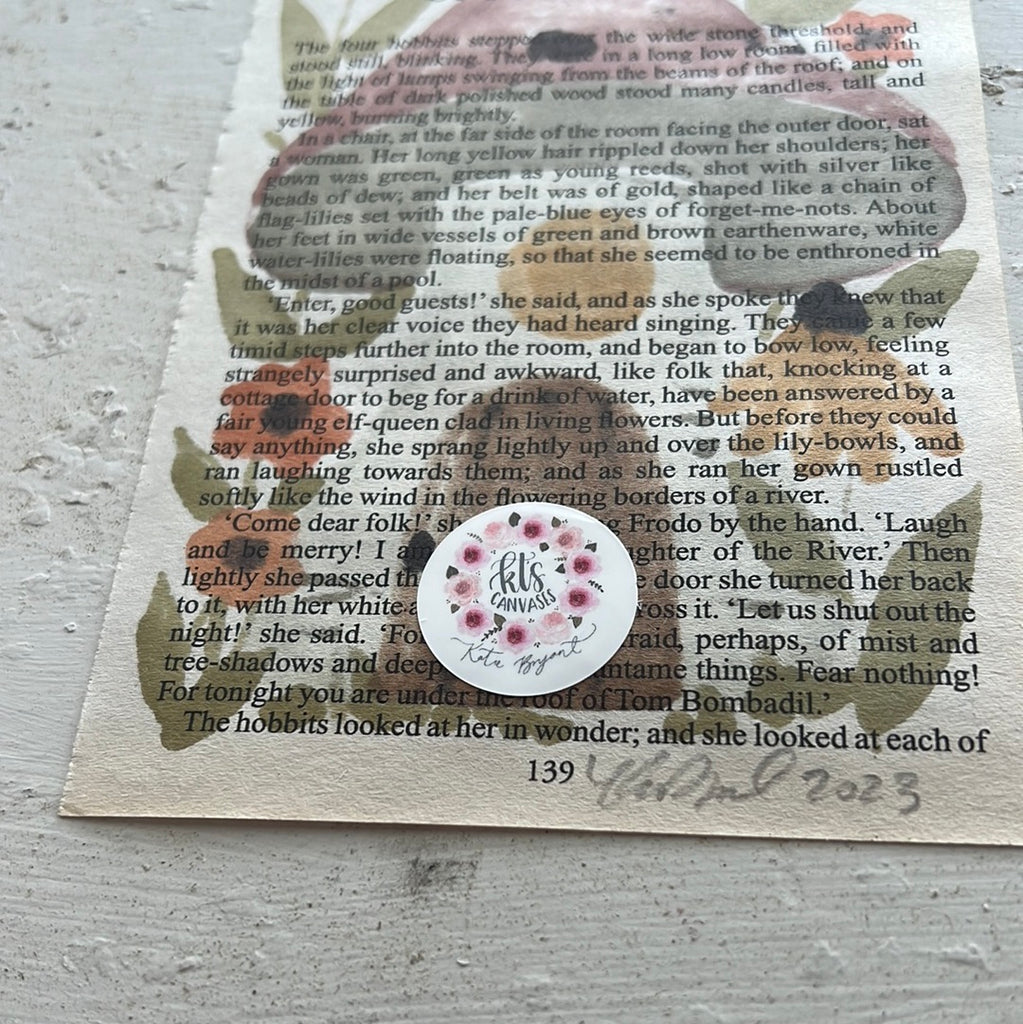 The four hobbits stepped over the wide stone threshold, and
stood still, blinking. They were in a long low room, filled with
the light of lamps swinging from the beams of the roof; and on
the table of dark polished wood stood many candles, tall and
yellow, burning brightly.
In a chair, at the far side of the room facing the outer door, sat
a woman. Her long yellow hair rippled down her shoulders; her
gown was green, green as young reeds, shot with silver like
beads of dew; and her belt was of gold, shaped like a chain of
flag-lilies set with the pale-blue eyes of forget-me-nots. About
her feet in wide vessels of green and brown earthenware, white
water-lilies were floating, so that she seemed to be enthroned in
the midst of a pool.
'Enter, good guests!' she said, and as she spoke they knew that
it was her clear voice they had heard singing. They came a few
timid steps further into the room, and began to bow low, feeling
strangely surprised and awkward, like folk that, knocking at a
cottage door to beg for a drink of water, have been answered by a
fair young elf-queen clad in living flowers. But before they could
say anything, she sprang lightly up and over the lily-bowls, and
ran laughing towards them; and as she ran her gown rustled
softly like the wind in the flowering borders of a river.
'Come dear folk!' sh g Frodo by the hand. 'Laugh
and be merry! I am ghter of the River.' Then
lightly she passed th e door she turned her back
to it, with her white a ross it. 'Let us shut out the
night!' she said. 'For raid, perhaps, of mist and
tree-shadows and deep ntame things. Fear nothing!
For tonight you are under the roof of Tom Bombadil.'
The hobbits looked at her in wonder; and she looked at each of
139
2023
kt's
CANVASES
Kate Bryant